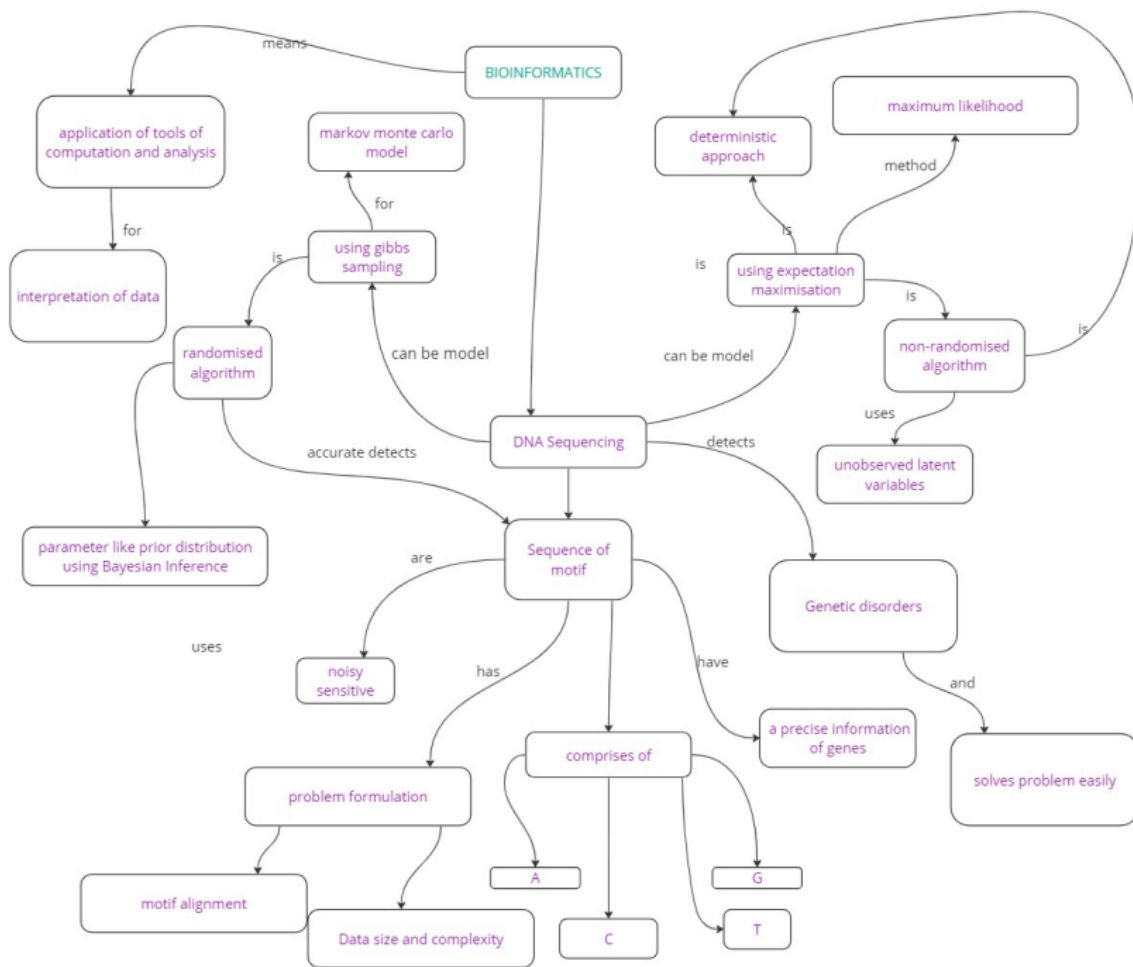 means
BIOINFORMATICS
maximum likelihood
application of tools of
computation and analysis
markov monte carlo
model
deterministic
approach
method
for
for
is
using gibbs
sampling
is
is
using expectation
maximisation
interpretation of data
is
is
randomised
algorithm
can be model
can be model
non-randomised
algorithm
uses
DNA Sequencing
detects
accurate detects
unobserved latent
variables
parameter like prior distribution
using Bayesian Inference
Sequence of
motif
are
Genetic disorders
uses
noisy
sensitive
has
have
and
a precise information
of genes
comprises of
solves problem easily
problem formulation
A
G
motif alignment
Data size and complexity
C
T